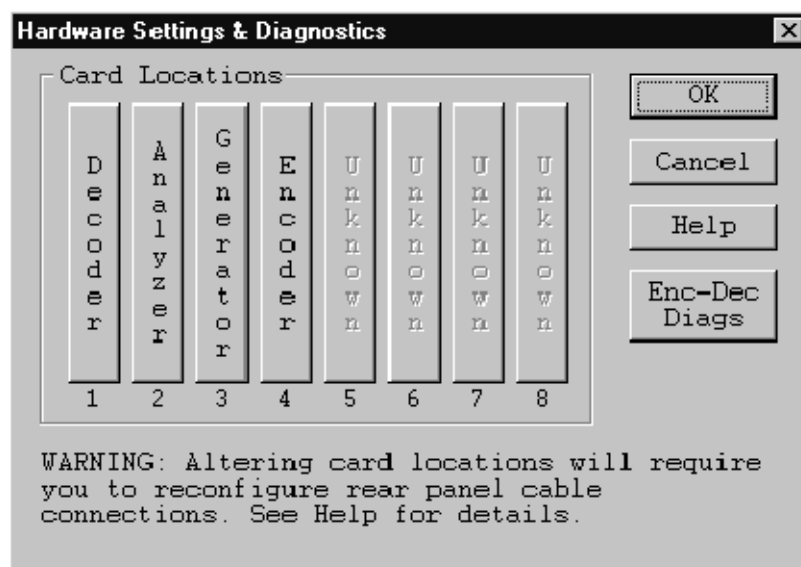 Hardware Settings & Diagnostics
Card Locations
Decoder
Analyzer
Generator
Encoder
Unknown
Unknown
Unknown
Unknown
1 2 3 4 5 6 7 8
OK
Cancel
Help
Enc-Dec
Diags
WARNING: Altering card locations will require
you to reconfigure rear panel cable
connections. See Help for details.